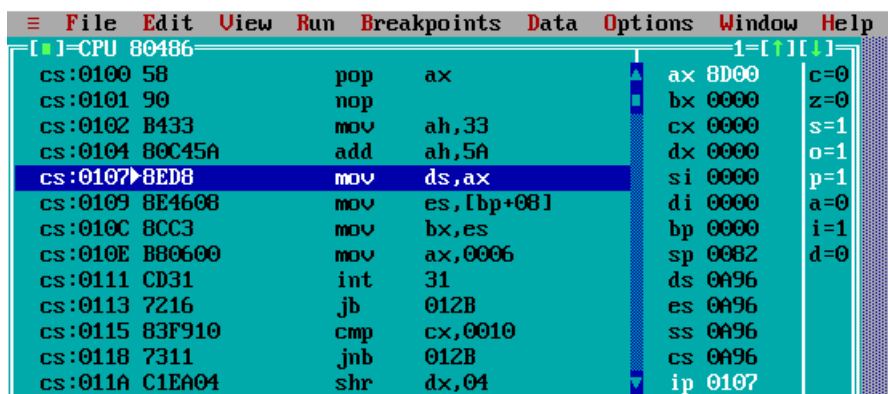 ≡ File Edit View Run Breakpoints Data Options Window Help
[■]=CPU 80486 1=[↑][↓]
cs:0100 58 pop ax ▲ ax 8D00 c=0
cs:0101 90 nop bx 0000 z=0
cs:0102 B433 mov ah,33 cx 0000 s=1
cs:0104 80C45A add ah,5A dx 0000 o=1
cs:0107►8ED8 mov ds,ax si 0000 p=1
cs:0109 8E4608 mov es,[bp+08] di 0000 a=0
cs:010C 8CC3 mov bx,es bp 0000 i=1
cs:010E B80600 mov ax,0006 sp 0082 d=0
cs:0111 CD31 int 31 ds 0A96
cs:0113 7216 jb 012B es 0A96
cs:0115 83F910 cmp cx,0010 ss 0A96
cs:0118 7311 jnb 012B cs 0A96
cs:011A C1EA04 shr dx,04 ▼ ip 0107